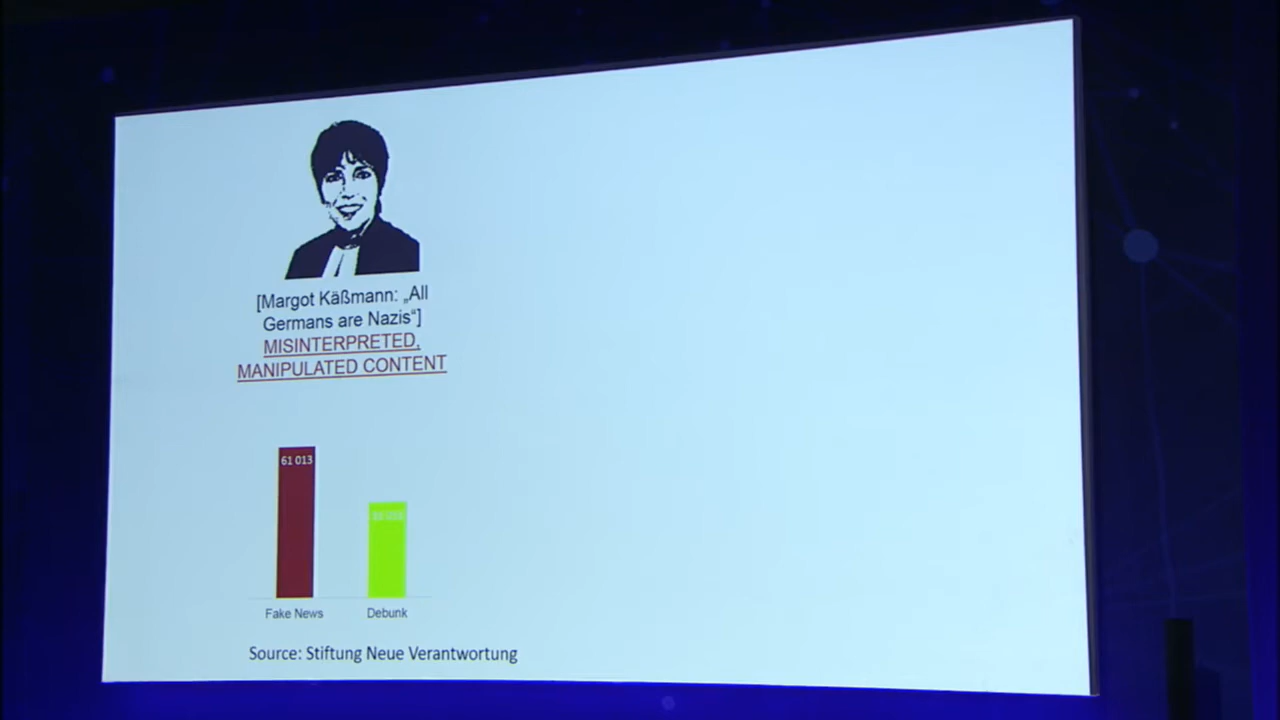 [Margot Käßmann: „All
Germans are Nazis“]
MISINTERPRETED,
MANIPULATED CONTENT
61 013
Fake News
Debunk
Source: Stiftung Neue Verantwortung